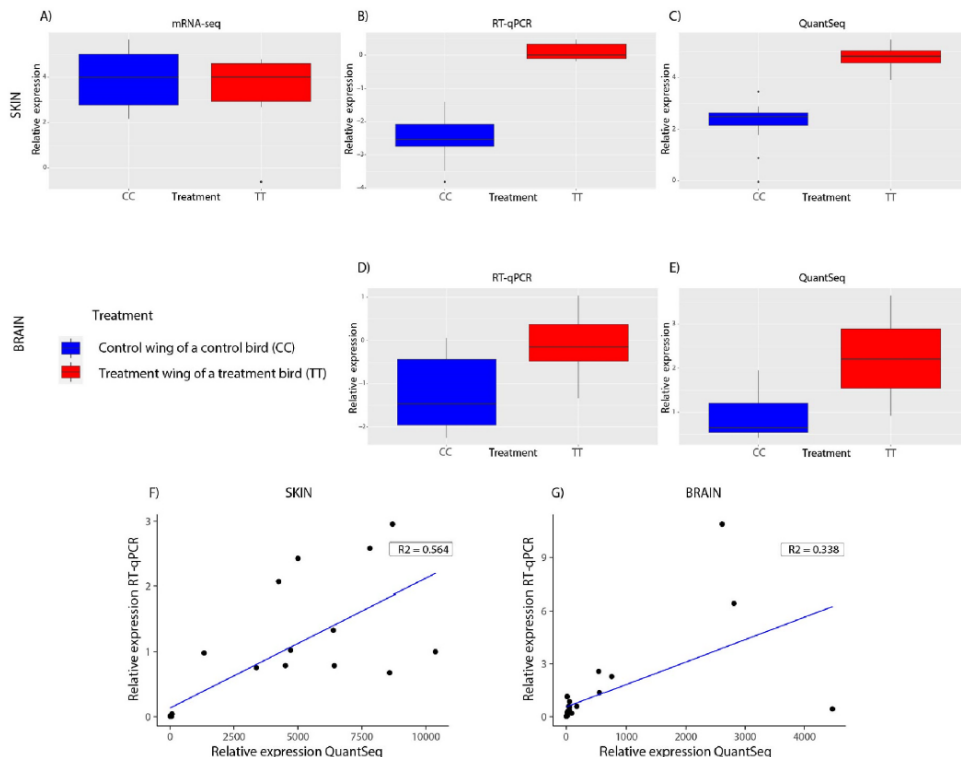 A)
mRNA-seq
B)
RT-qPCR
C)
QuantSeq
SKIN
Relative expression
4
2
0
CC
Treatment
TT
Relative expression
0
−1
−2
−3
−4
CC
Treatment
TT
Relative expression
4
2
0
CC
Treatment
TT
D)
RT-qPCR
E)
QuantSeq
BRAIN
Treatment
Control wing of a control bird (CC)
Treatment wing of a treatment bird (TT)
Relative expression
1
0
−1
−2
CC
Treatment
TT
Relative expression
3
2
1
CC
Treatment
TT
F)
SKIN
G)
BRAIN
Relative expression RT-qPCR
3
2
1
0
R2 = 0.564
0
2500
5000
7500
10000
Relative expression QuantSeq
Relative expression RT-qPCR
9
6
3
0
R2 = 0.338
0
1000
2000
3000
4000
Relative expression QuantSeq